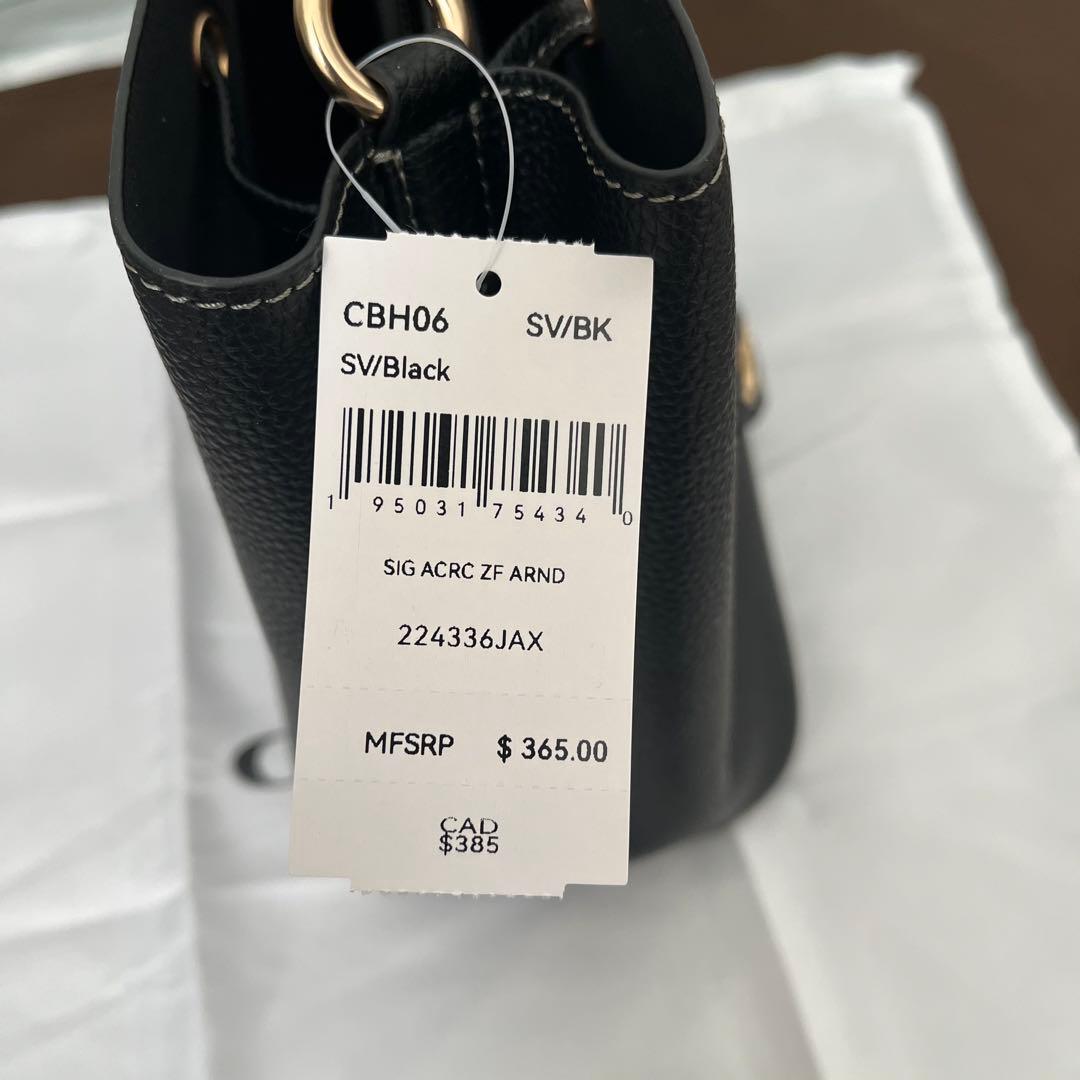 CBH06 SV/BK
SV/Black
1 95031 75434 0
SIG ACRC ZF ARND
224336JAX
MFSRP $ 365.00
CAD
$385